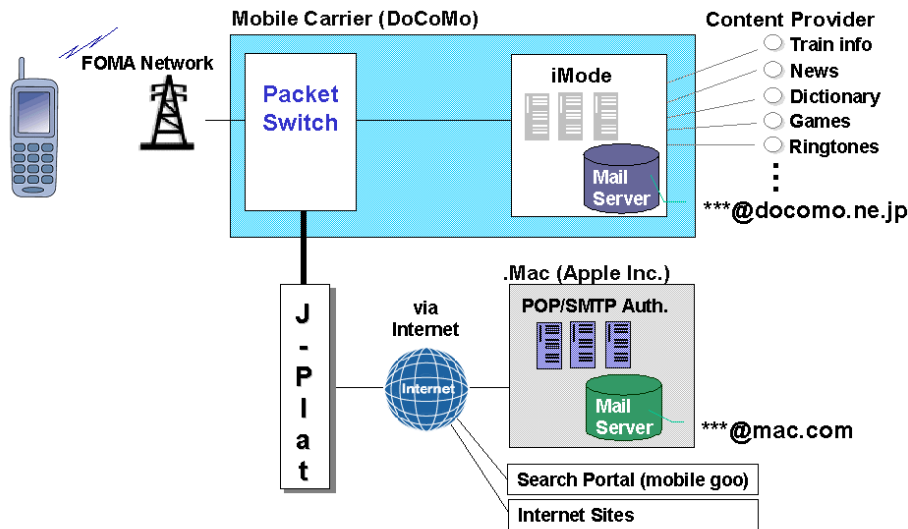 Mobile Carrier (DoCoMo)
Content Provider
Train info
News
Dictionary
Games
Ringtones
FOMA Network
Packet
Switch
iMode
Mail
Server
***@docomo.ne.jp
.Mac (Apple Inc.)
POP/SMTP Auth.
J
-
P
l
a
t
via
Internet
Internet
Mail
Server
***@mac.com
Search Portal (mobile goo)
Internet Sites